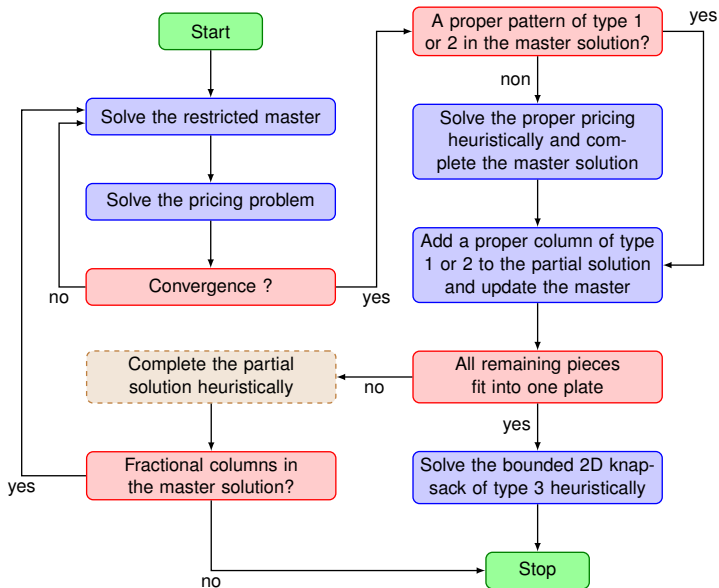 Start
Solve the restricted master
Solve the pricing problem
Convergence ?
no
yes
A proper pattern of type 1
or 2 in the master solution?
yes
non
Solve the proper pricing
heuristically and com-
plete the master solution
Add a proper column of type
1 or 2 to the partial solution
and update the master
All remaining pieces
fit into one plate
no
yes
Complete the partial
solution heuristically
Fractional columns in
the master solution?
yes
no
Solve the bounded 2D knap-
sack of type 3 heuristically
Stop